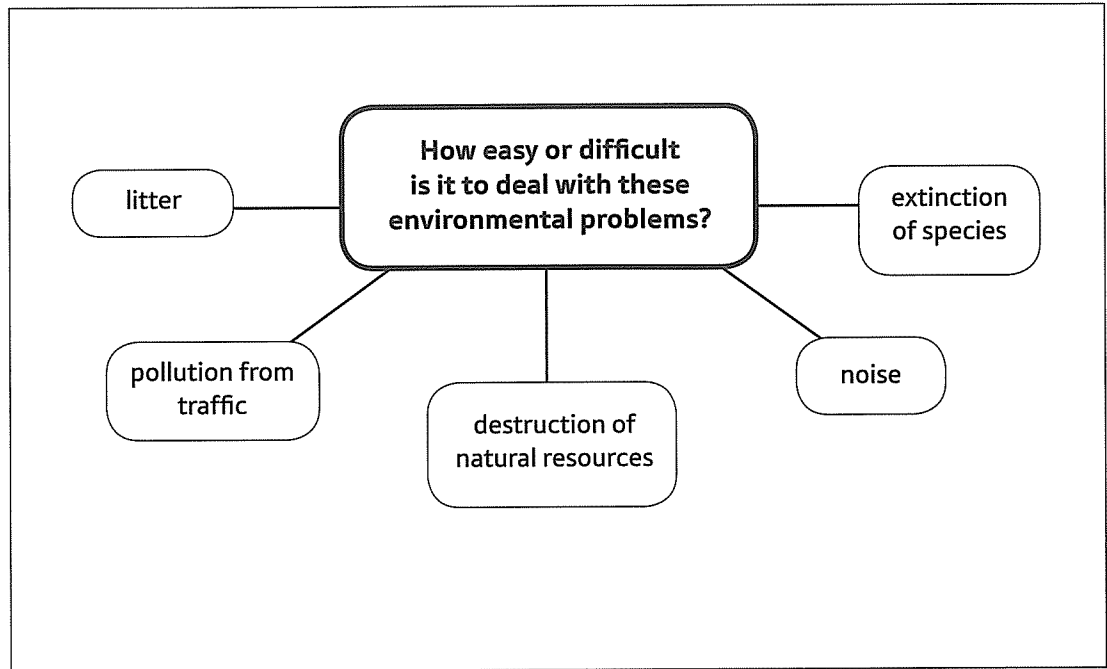 How easy or difficult
is it to deal with these
environmental problems?
litter
extinction
of species
pollution from
traffic
destruction of
natural resources
noise